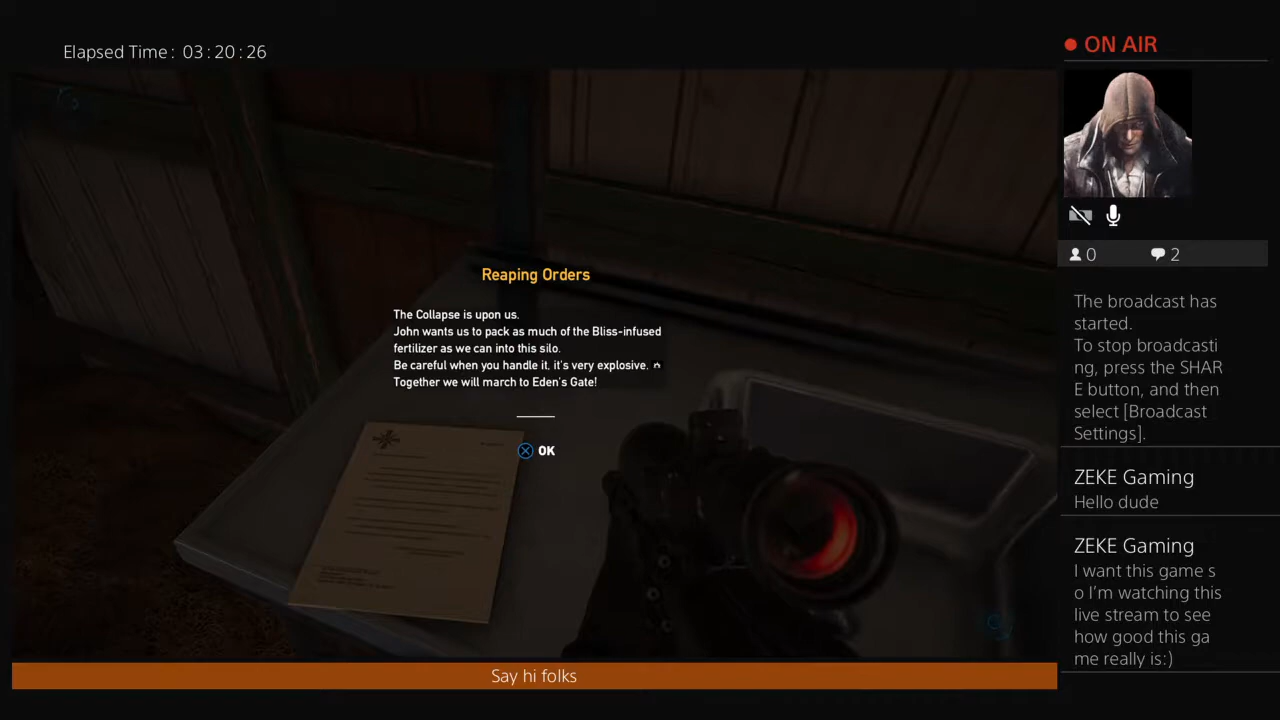 Elapsed Time: 03:20:26
ON AIR
0
2
Reaping Orders
The Collapse is upon us.
John wants us to pack as much of the Bliss-infused
fertilizer as we can into this silo.
Be careful when you handle it, it's very explosive.
Together we will march to Eden's Gate!
OK
The broadcast has
started.
To stop broadcasti
ng, press the SHAR
E button, and then
select [Broadcast
Settings].
ZEKE Gaming
Hello dude
ZEKE Gaming
I want this game s
o I'm watching this
live stream to see
how good this ga
me really is:)
Say hi folks